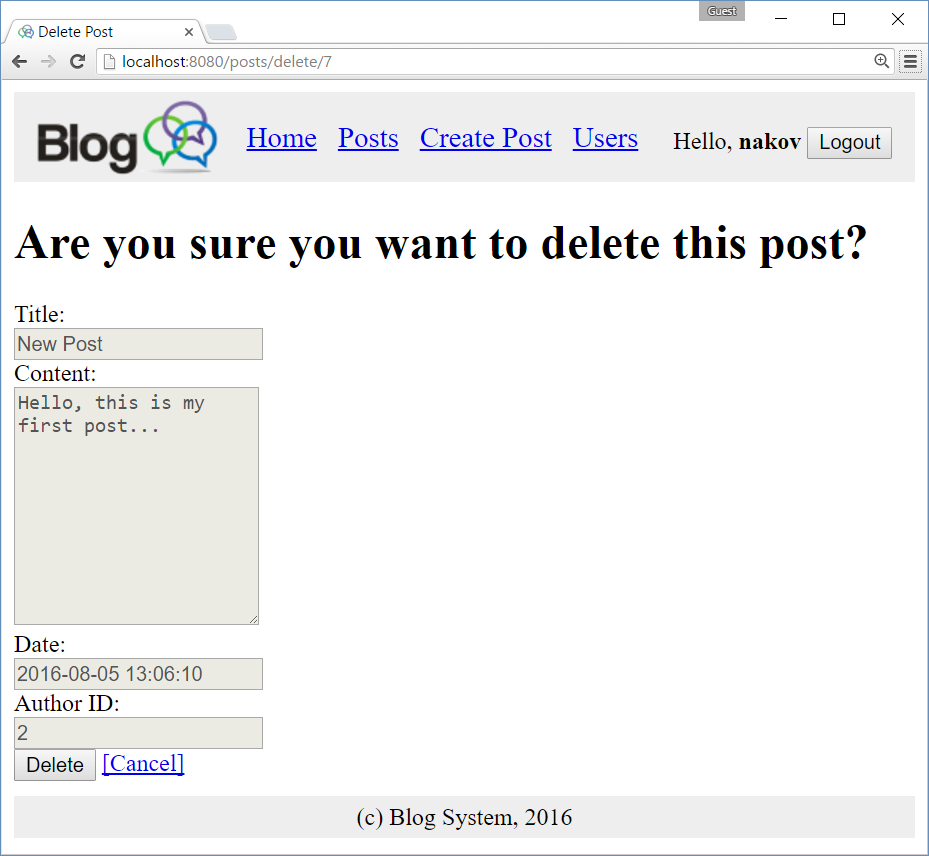 Guest
Delete Post
localhost:8080/posts/delete/7
Blog Home Posts Create Post Users Hello, nakov Logout
Are you sure you want to delete this post?
Title:
New Post
Content:
Hello, this is my
first post...
Date:
2016-08-05 13:06:10
Author ID:
2
Delete [Cancel]
(c) Blog System, 2016